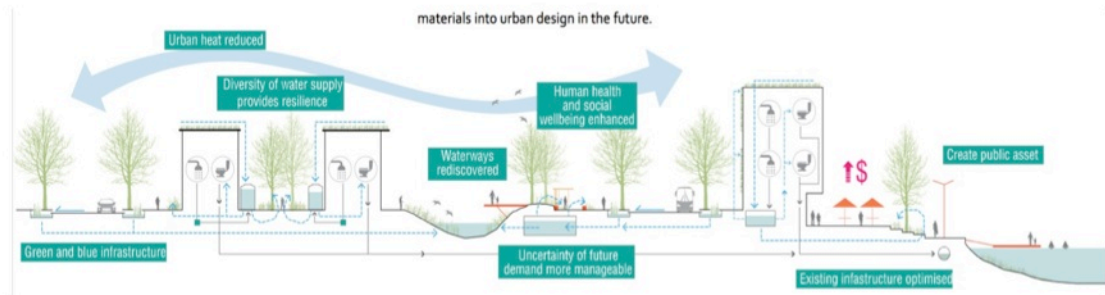 materials into urban design in the future.
Urban heat reduced
Diversity of water supply
provides resilience
Human health
and social
wellbeing enhanced
Waterways
rediscovered
$
Create public asset
Green and blue infrastructure
Uncertainty of future
demand more manageable
Existing infastructure optimised